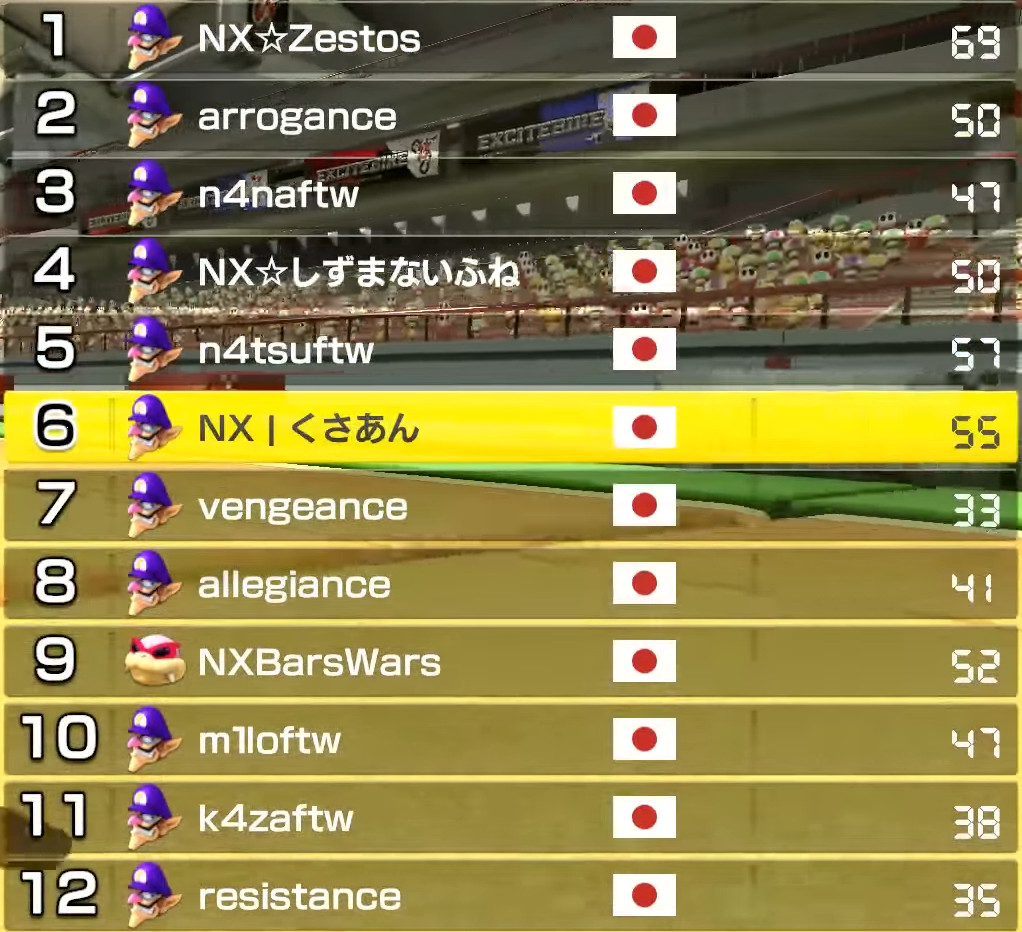 1 NX☆Zestos 69
2 arrogance 50
EXCITEBIKE
EXCITEBIKE
3 n4naftw 47
4 NX☆しずまないふね 50
5 n4tsuftw 57
6 NX | くさあん 55
7 vengeance 33
8 allegiance 41
9 NXBarsWars 52
10 m1loftw 47
11 k4zaftw 38
12 resistance 35